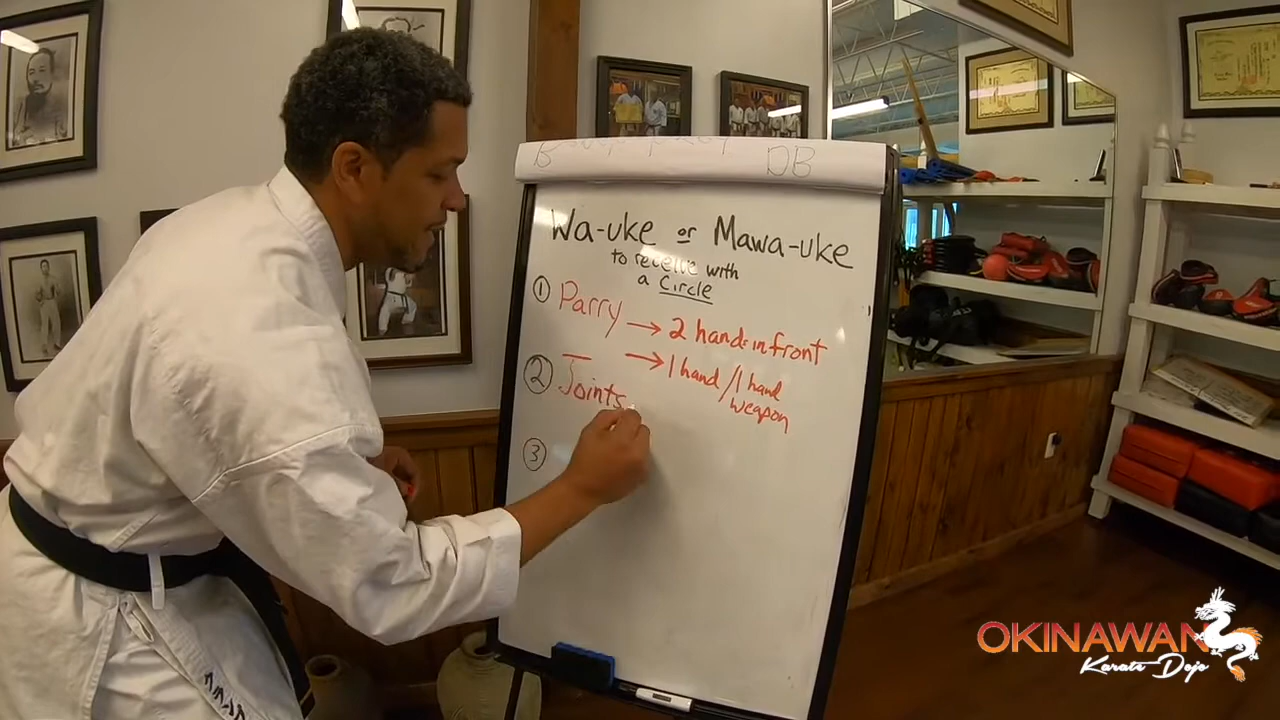 DB
Wa-uke or Mawa-uke
to receive with
a Circle
① Parry → 2 hands in front
→ 1 hand / 1 hand
weapon
② Joints
③
OKINAWAN
Karate Dojo